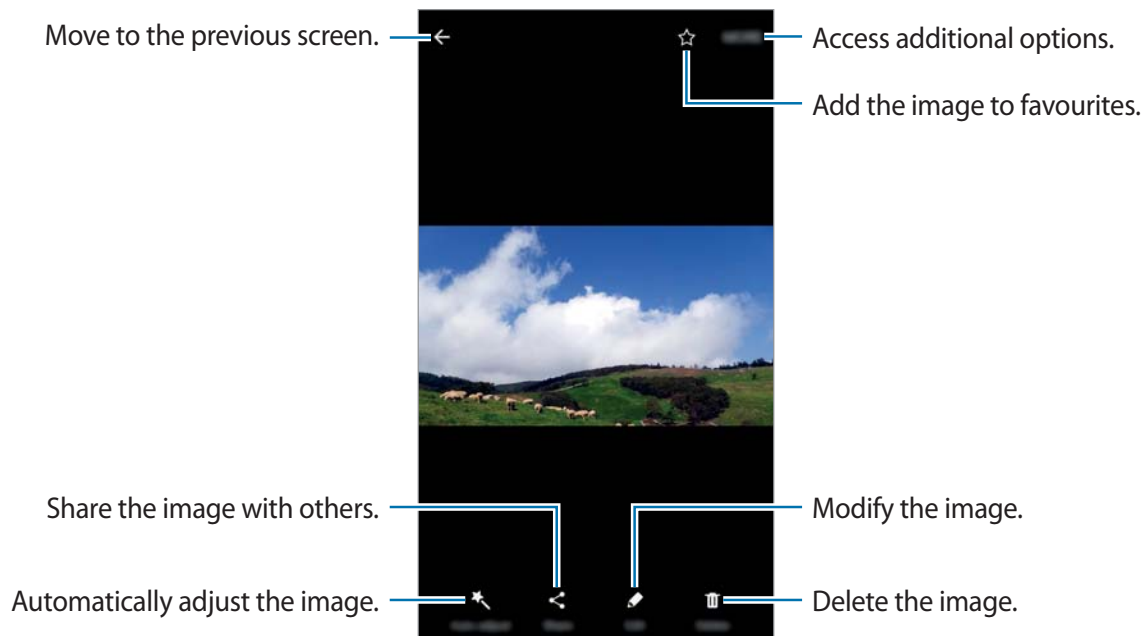 Move to the previous screen.
Access additional options.
Add the image to favourites.
Share the image with others.
Modify the image.
Automatically adjust the image.
Delete the image.